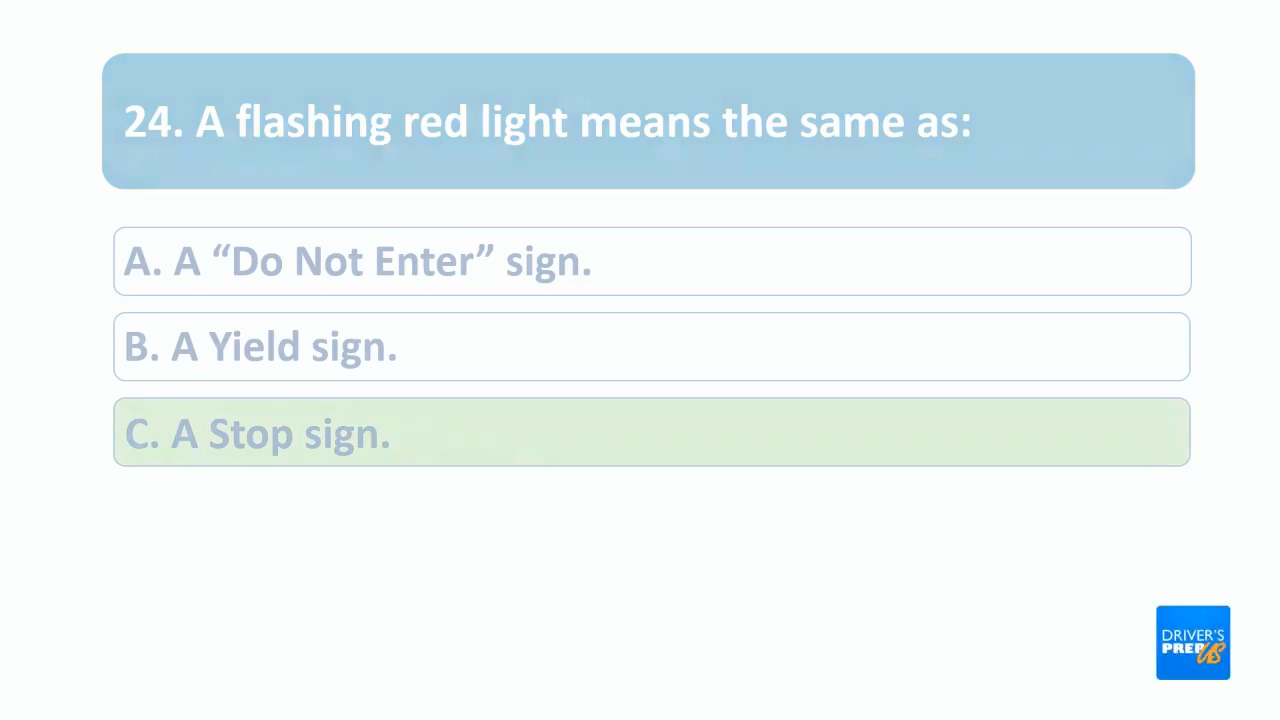 24. A flashing red light means the same as:
A. A “Do Not Enter” sign.
B. A Yield sign.
C. A Stop sign.
DRIVER'S
PREP US